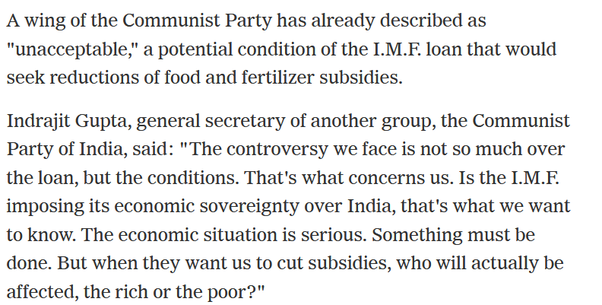 A wing of the Communist Party has already described as
"unacceptable," a potential condition of the I.M.F. loan that would
seek reductions of food and fertilizer subsidies.
Indrajit Gupta, general secretary of another group, the Communist
Party of India, said: "The controversy we face is not so much over
the loan, but the conditions. That's what concerns us. Is the I.M.F.
imposing its economic sovereignty over India, that's what we want
to know. The economic situation is serious. Something must be
done. But when they want us to cut subsidies, who will actually be
affected, the rich or the poor?"